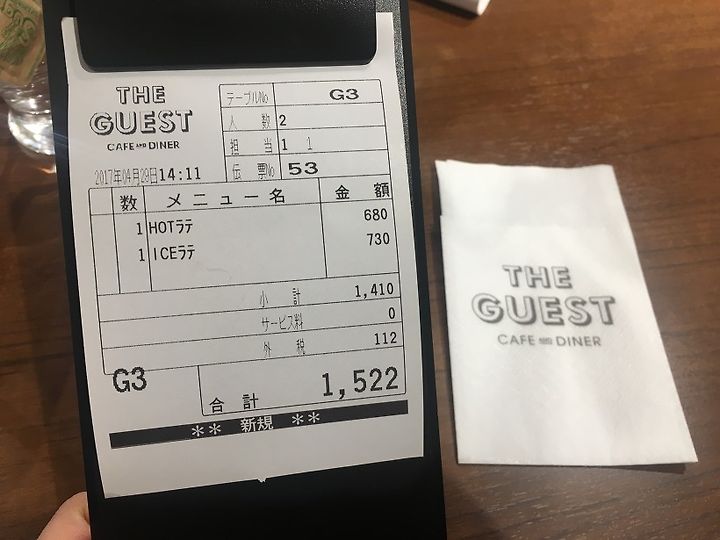 THE
GUEST
CAFE AND DINER
テーブルNo G3
人 数 2
担 当 1 1
2017年04月29日14:11
伝 票No 53
数 メニュー名 金 額
1 HOTラテ 680
1 ICEラテ 730
小 計 1,410
サービス料 0
外 税 112
G3
合 計 1,522
** 新規 **
THE
GUEST
CAFE AND DINER